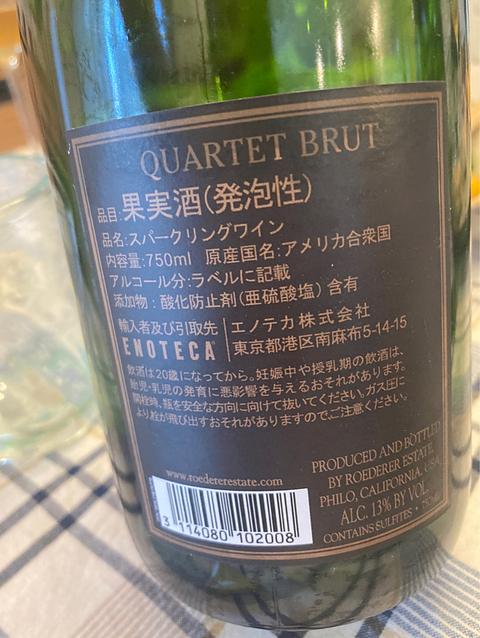 QUARTET BRUT
品目:果実酒(発泡性)
品名:スパークリングワイン
内容量:750ml 原産国名:アメリカ合衆国
アルコール分:ラベルに記載
添加物:酸化防止剤(亜硫酸塩)含有
輸入者及び引取先
ENOTECA
エノテカ株式会社
東京都港区南麻布5-14-15
飲酒は20歳になってから。妊娠中や授乳期の飲酒は、
胎児・乳児の発育に悪影響を与えるおそれがあります。
開栓時、瓶を安全な方向に向けて抜いてください。ガス圧に
より栓が飛び出すおそれがありますので、ご注意ください。
www.roedererestate.com
3 114080 102008
PRODUCED AND BOTTLED
BY ROEDERER ESTATE,
PHILO, CALIFORNIA, USA
ALC. 13% BY VOL.
CONTAINS SULFITES • 750ml